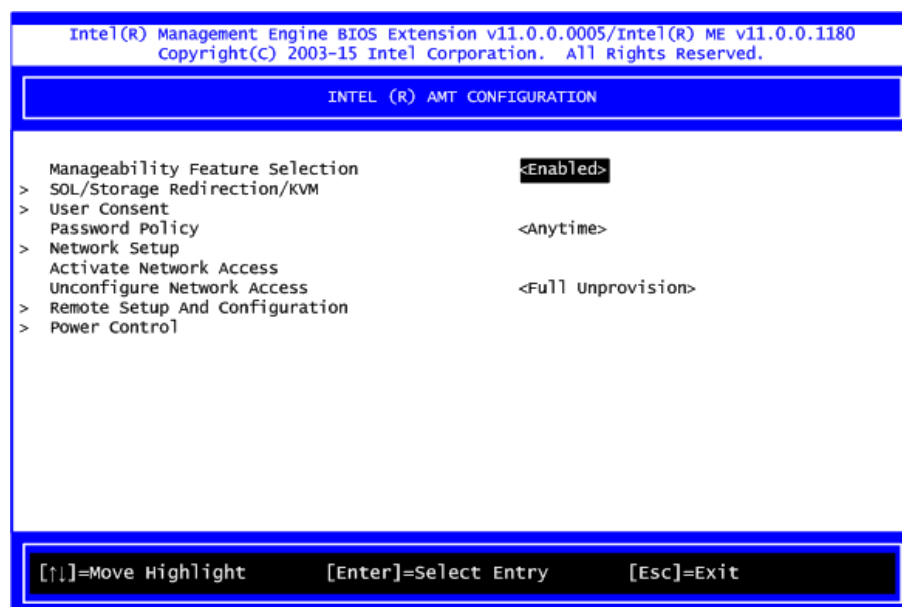 Intel(R) Management Engine BIOS Extension v11.0.0.0005/Intel(R) ME v11.0.0.1180
Copyright(C) 2003-15 Intel Corporation. All Rights Reserved.
INTEL (R) AMT CONFIGURATION
Manageability Feature Selection <Enabled>
> SOL/Storage Redirection/KVM
> User Consent
Password Policy <Anytime>
> Network Setup
Activate Network Access
Unconfigure Network Access <Full Unprovision>
> Remote Setup And Configuration
> Power Control
[↑↓]=Move Highlight [Enter]=Select Entry [Esc]=Exit